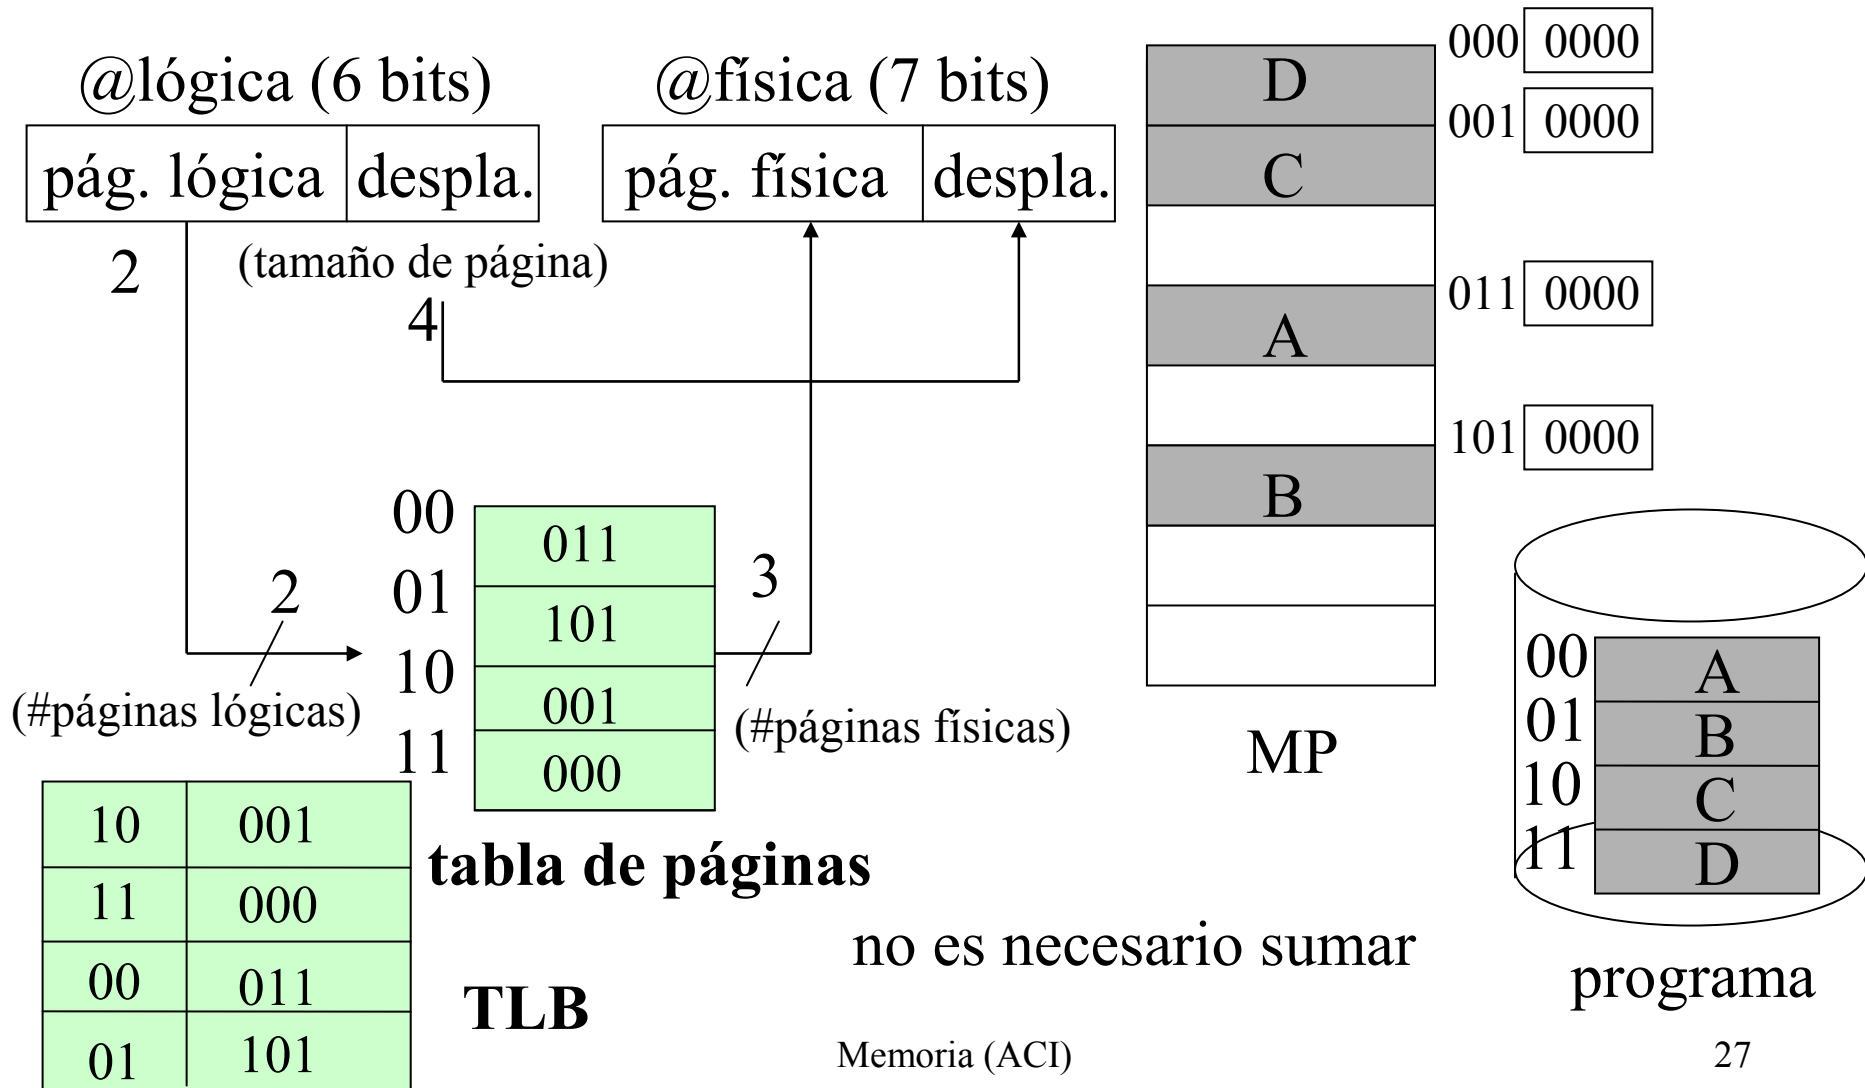 @lógica (6 bits)
@física (7 bits)
pág. lógica
despla.
pág. física
despla.
2
(tamaño de página)
4
00
01
10
11
011
101
001
000
2
(#páginas lógicas)
3
(#páginas físicas)
tabla de páginas
10 001
11 000
00 011
01 101
TLB
D
C
A
B
MP
000 0000
001 0000
011 0000
101 0000
00 A
01 B
10 C
11 D
programa
no es necesario sumar
Memoria (ACI)
27